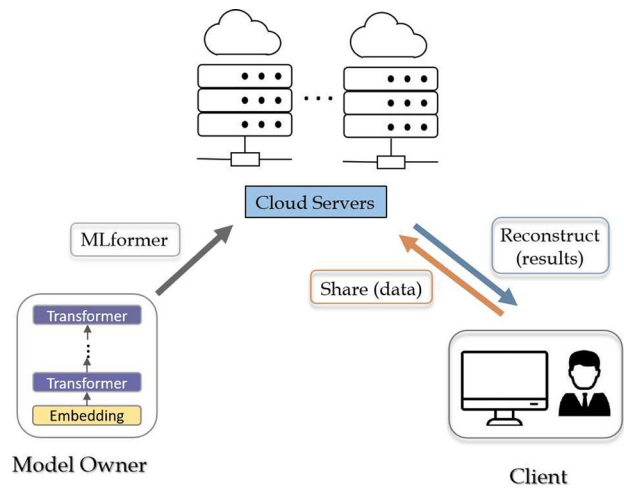 Cloud Servers
MLformer
Reconstruct
(results)
Share (data)
Transformer
Transformer
Embedding
Model Owner
Client